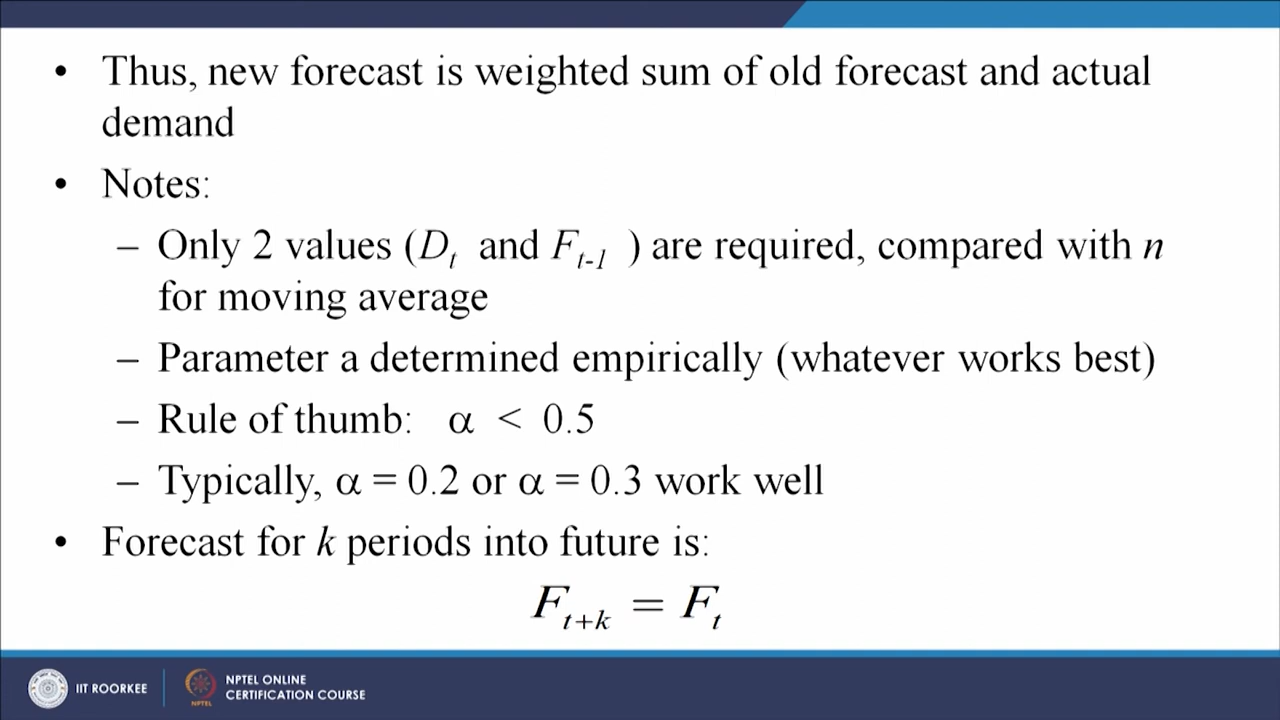 • Thus, new forecast is weighted sum of old forecast and actual
demand
• Notes:
– Only 2 values (Dₜ and Fₜ₋₁ ) are required, compared with n
for moving average
– Parameter a determined empirically (whatever works best)
– Rule of thumb: α < 0.5
– Typically, α = 0.2 or α = 0.3 work well
• Forecast for k periods into future is:
Fₜ₊ₖ = Fₜ
IIT ROORKEE
NPTEL
NPTEL ONLINE
CERTIFICATION COURSE